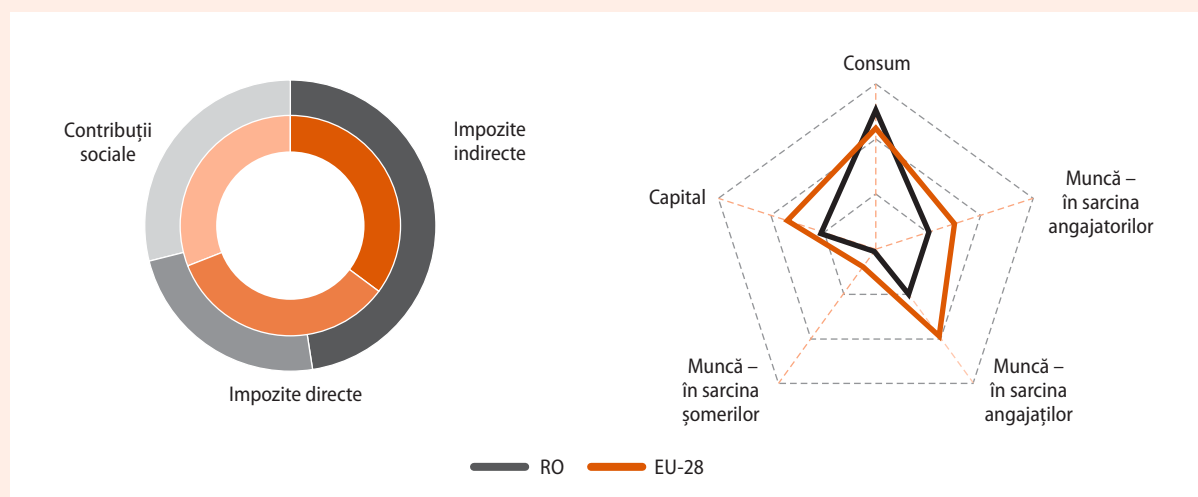 Contribuții
sociale
Impozite
indirecte
Impozite directe
Consum
Capital
Muncă –
în sarcina
angajatorilor
Muncă –
în sarcina
șomerilor
Muncă –
în sarcina
angajaților
RO
EU-28